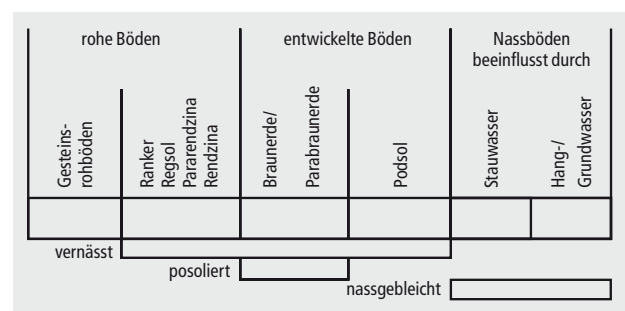 rohe Böden
entwickelte Böden
Nassböden
beeinflusst durch
Gesteins-
rohböden
Ranker
Regsol
Pararendzina
Rendzina
Braunerde/
Parabraunerde
Podsol
Stauwasser
Hang-/
Grundwasser
vernässt
posoliert
nassgebleicht